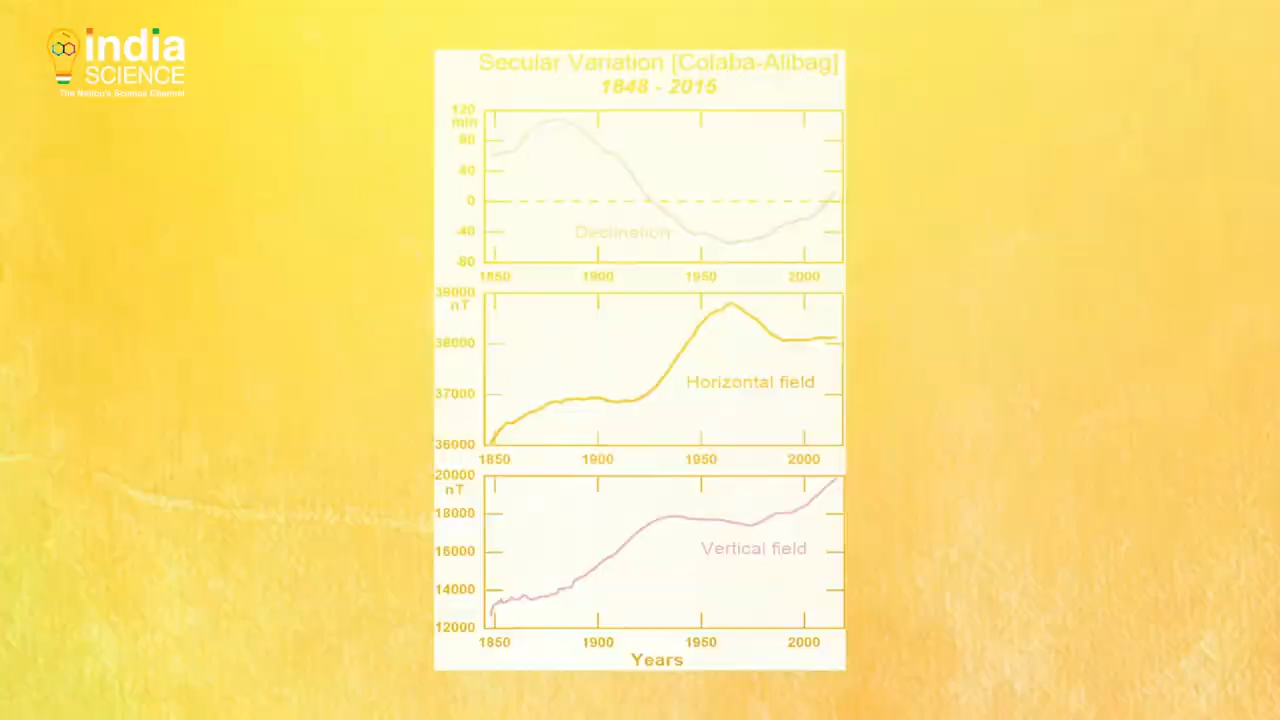 india
SCIENCE
The Nation's Science Channel
Secular Variation [Colaba-Alibag]
1848 - 2015
120
min
80
40
0
-40
-80
Declination
1850 1900 1950 2000
39000
nT
38000
37000
36000
Horizontal field
1850 1900 1950 2000
20000
nT
18000
16000
14000
12000
Vertical field
1850 1900 1950 2000
Years